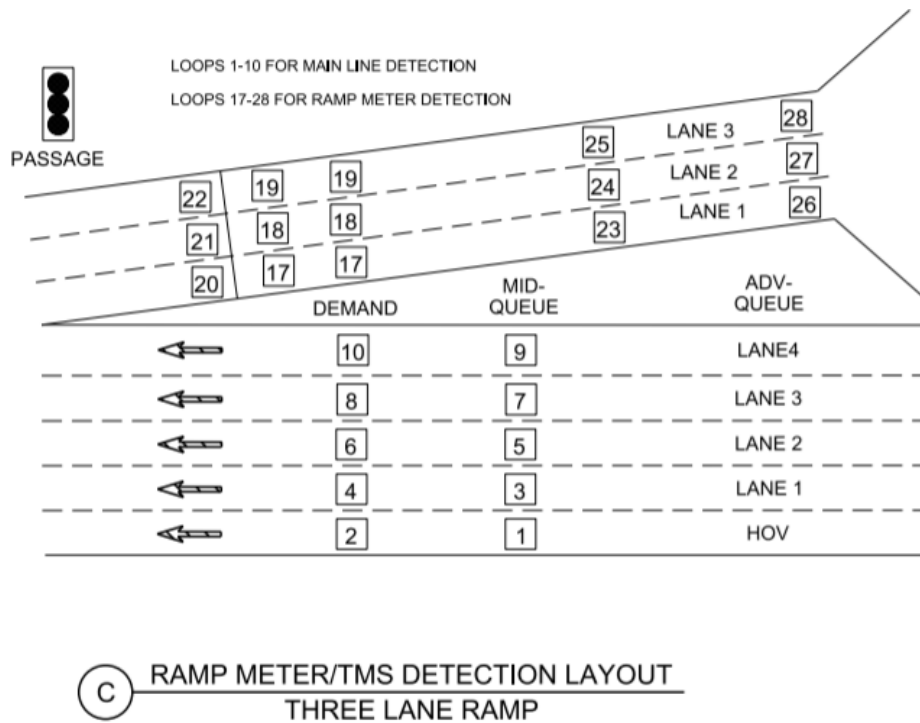 LOOPS 1-10 FOR MAIN LINE DETECTION
LOOPS 17-28 FOR RAMP METER DETECTION
PASSAGE
28
25 LANE 3
27
22 19 19
24 LANE 2
26
21 18 18
23 LANE 1
20 17 17
DEMAND
MID-
QUEUE
ADV-
QUEUE
10 9 LANE4
8 7 LANE 3
6 5 LANE 2
4 3 LANE 1
2 1 HOV
C
RAMP METER/TMS DETECTION LAYOUT
THREE LANE RAMP